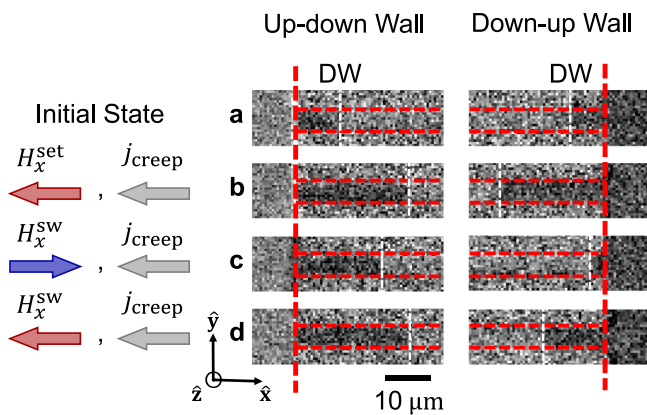 Up-down Wall Down-up Wall
DW DW
Initial State a
H_x^set , j_creep b
H_x^sw , j_creep c
H_x^sw , j_creep d
ŷ
ẑ x̂
10 μm